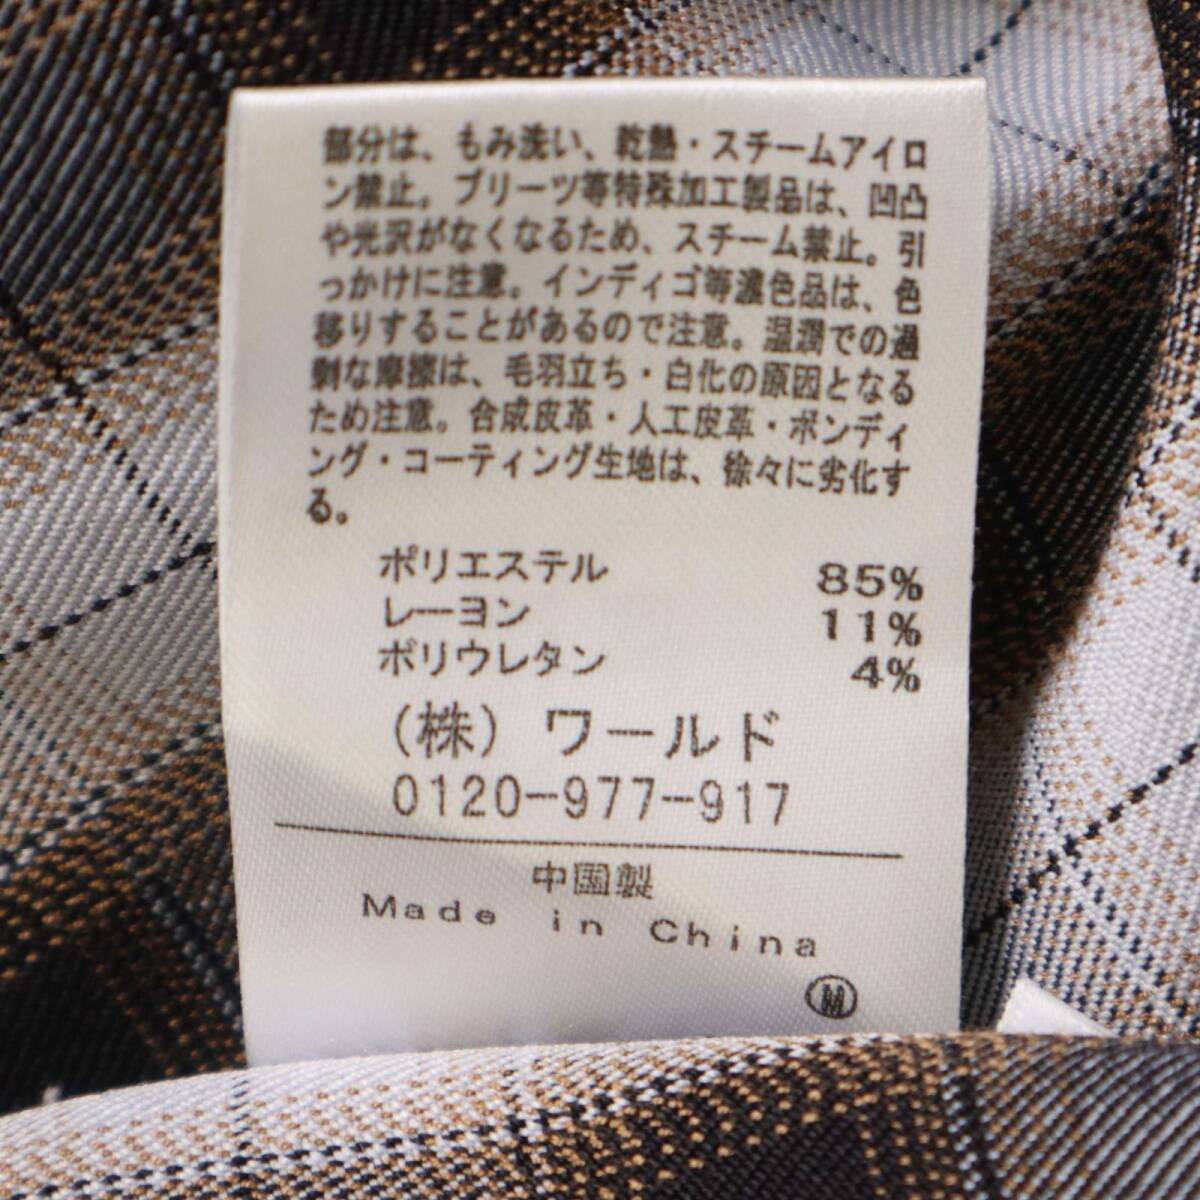 部分は、もみ洗い、乾熱・スチームアイロ
ン禁止。プリーツ等特殊加工製品は、凹凸
や光沢がなくなるため、スチーム禁止。引
っかけに注意。インディゴ等濃色品は、色
移りすることがあるので注意。湿潤での過
剰な摩擦は、毛羽立ち・白化の原因となる
ため注意。合成皮革・人工皮革・ボンディ
ング・コーティング生地は、徐々に劣化す
る。
ポリエステル 85%
レーヨン 11%
ポリウレタン 4%
(株) ワールド
0120-977-917
中国製
Made in China
M